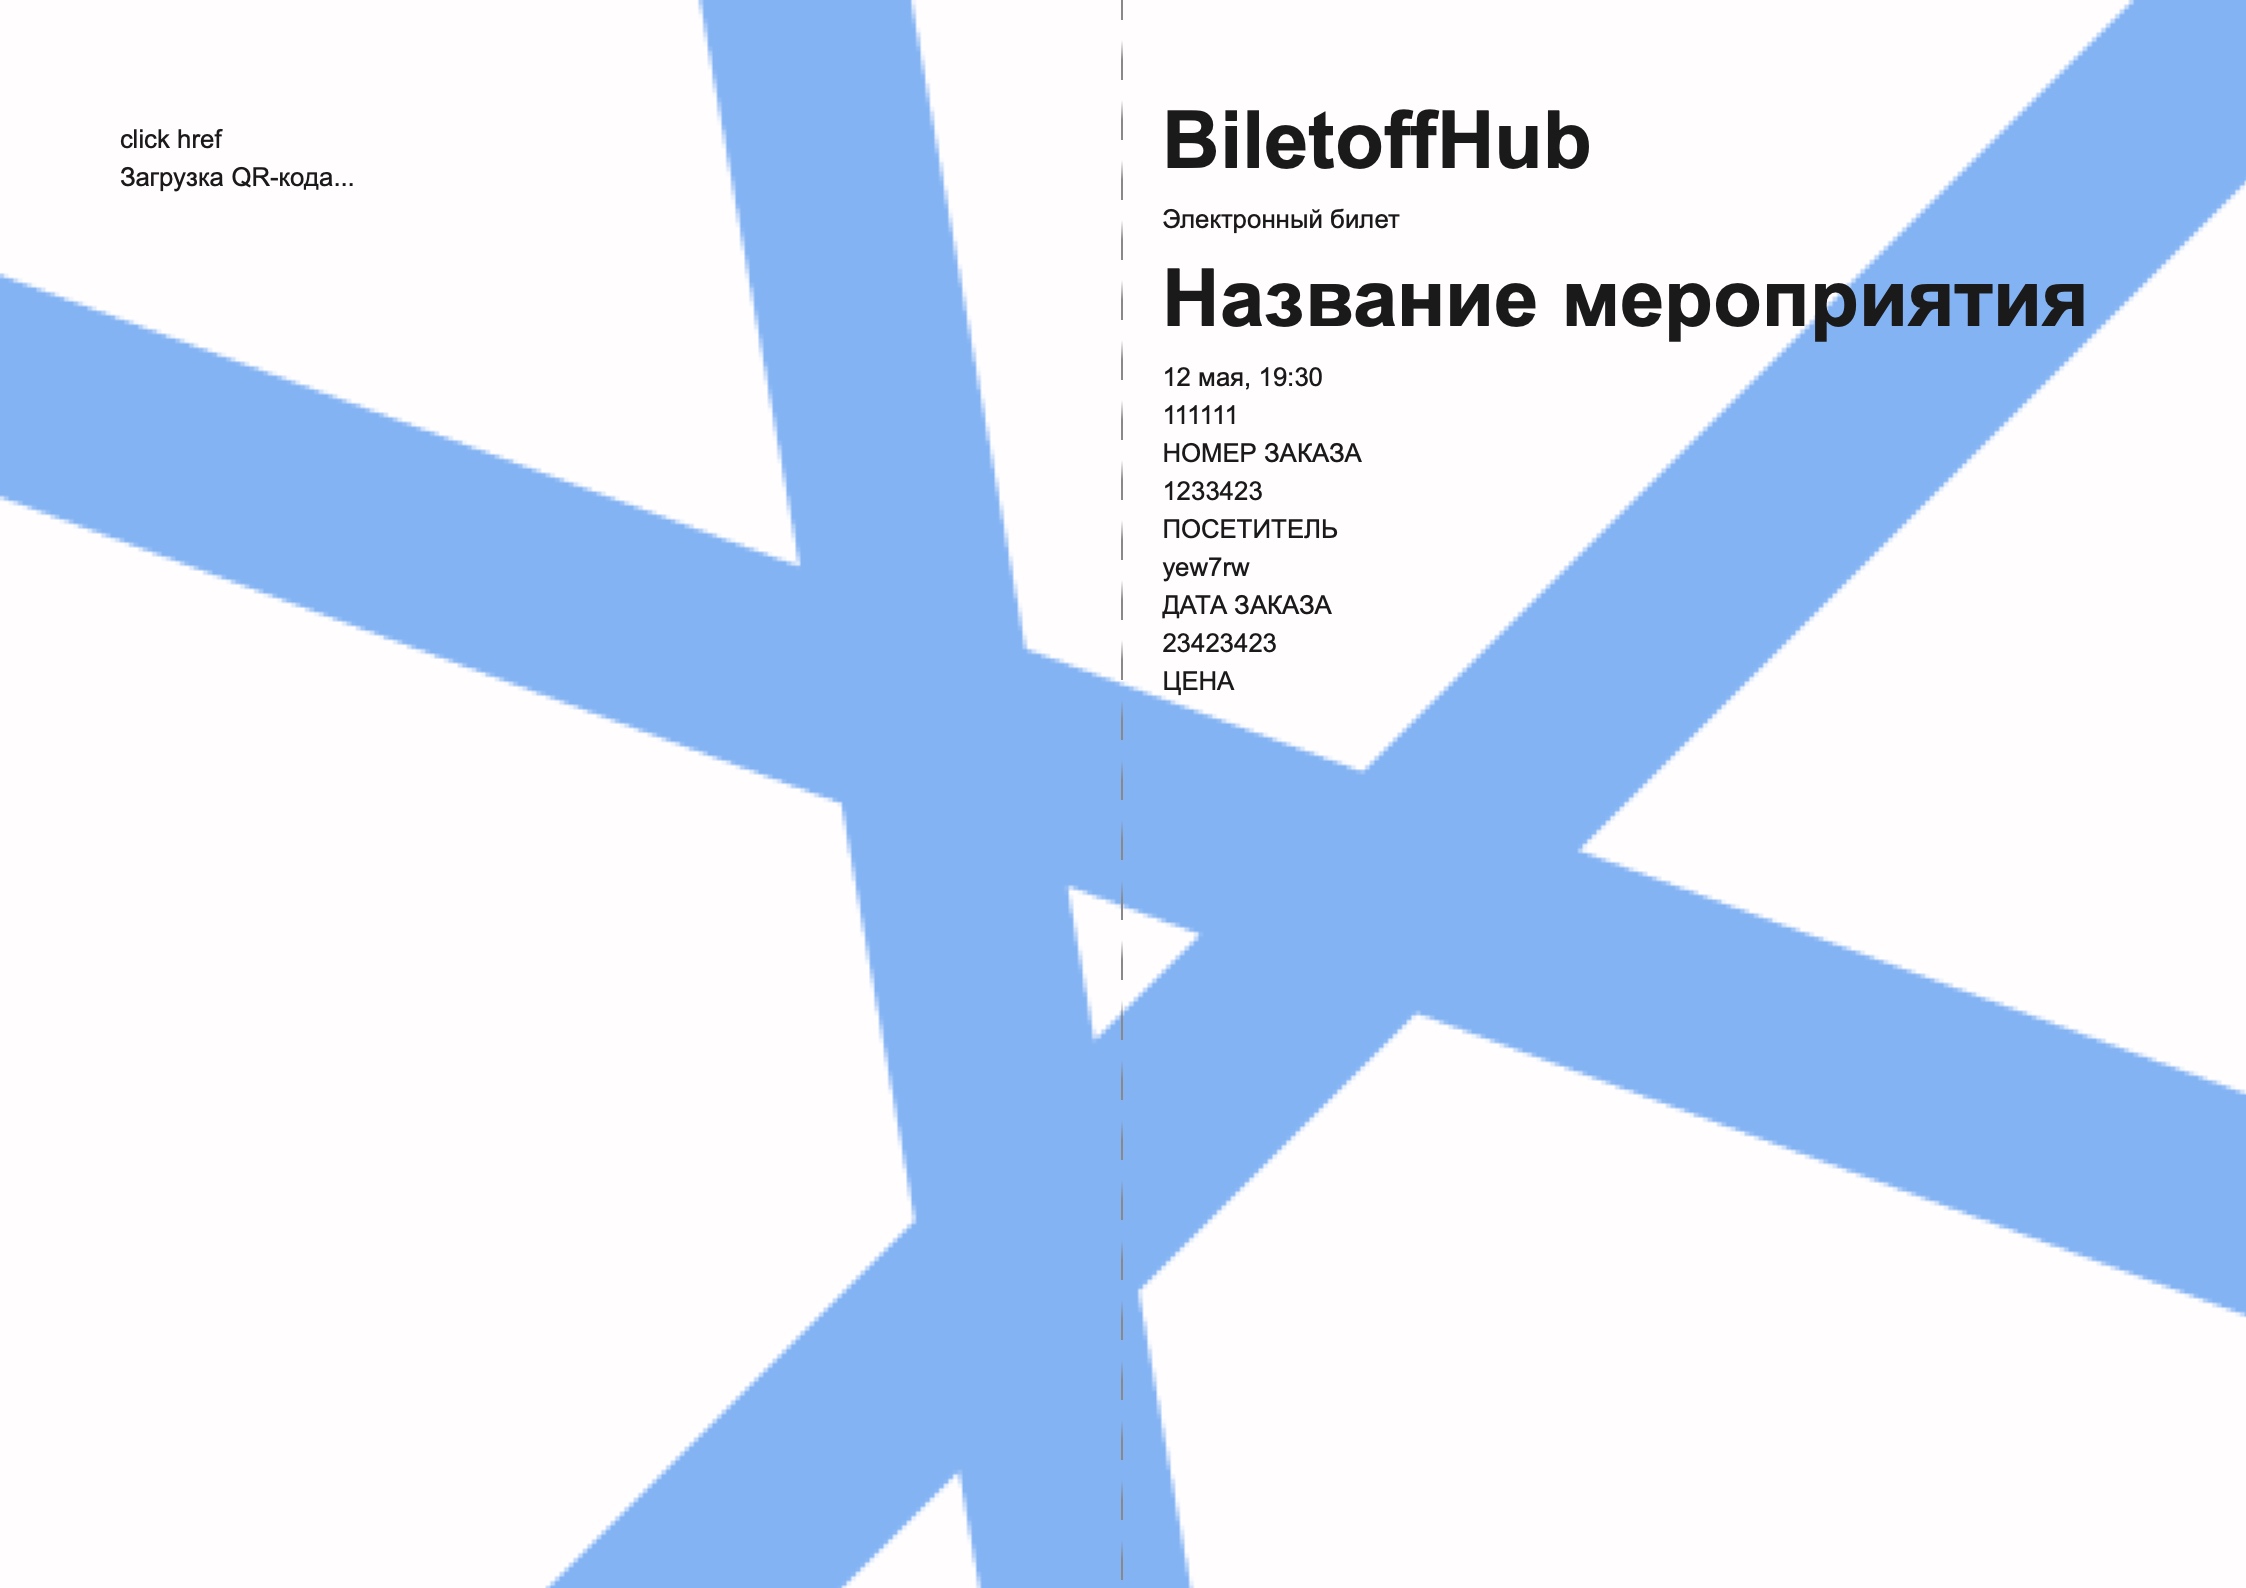 click href
Загрузка QR-кода...
BiletoffHub
Электронный билет
Название мероприятия
12 мая, 19:30
111111
НОМЕР ЗАКАЗА
1233423
ПОСЕТИТЕЛЬ
yew7rw
ДАТА ЗАКАЗА
23423423
ЦЕНА